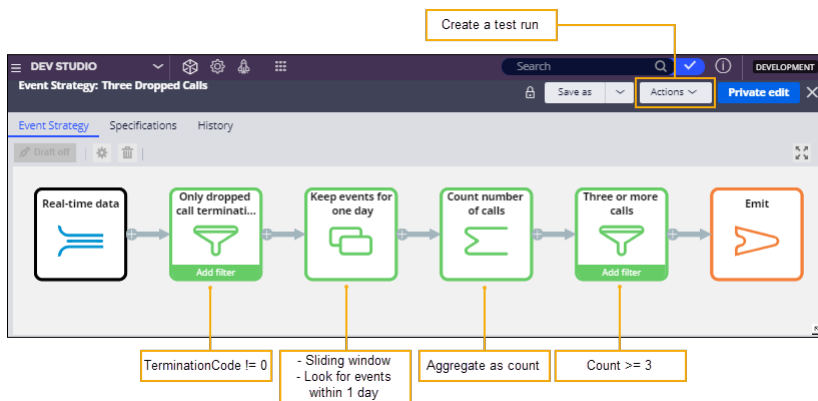 Create a test run
DEV STUDIO
Search
DEVELOPMENT
Event Strategy: Three Dropped Calls
Save as
Actions
Private edit
Event Strategy
Specifications
History
Draft off
Real-time data
Only dropped
call terminati...
Add filter
Keep events for
one day
Count number
of calls
Three or more
calls
Add filter
Emit
TerminationCode != 0
- Sliding window
- Look for events
within 1 day
Aggregate as count
Count >= 3